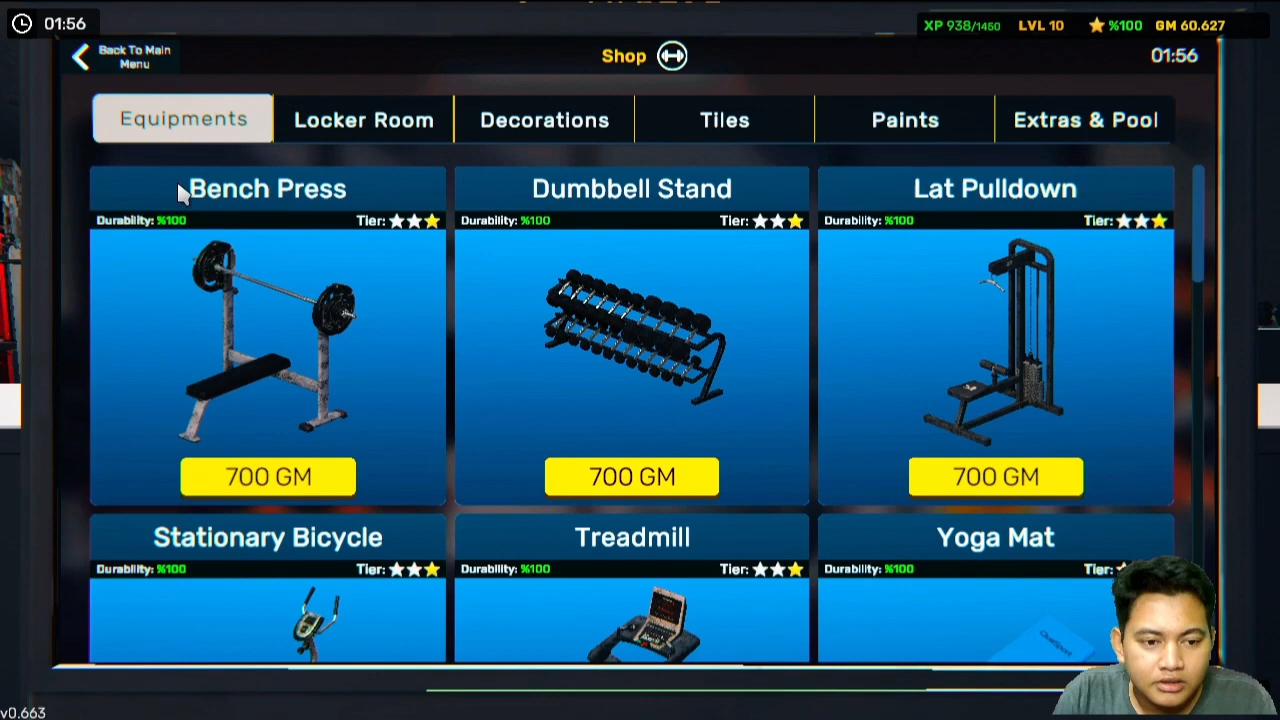 01:56
XP 938/1450 LVL 10 %100 GM 60.627
Back To Main
Menu
Shop
01:56
Equipments Locker Room Decorations Tiles Paints Extras & Pool
Bench Press Dumbbell Stand Lat Pulldown
Durability: %100 Tier: Durability: %100 Tier: Durability: %100 Tier:
700 GM 700 GM 700 GM
Stationary Bicycle Treadmill Yoga Mat
Durability: %100 Tier: Durability: %100 Tier: Durability: %100 Tier:
v0.663